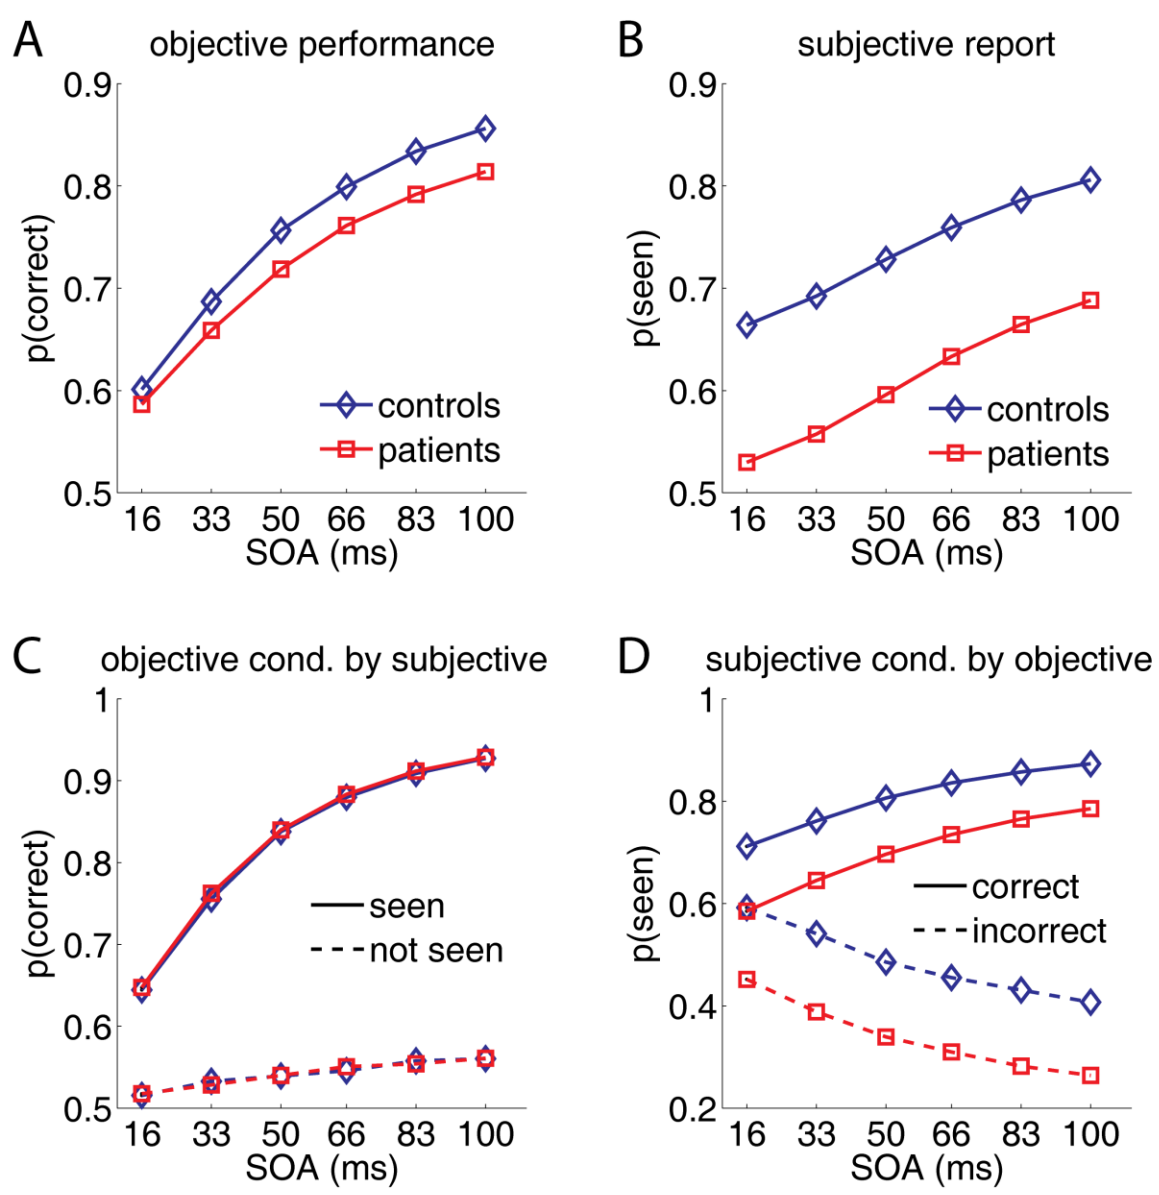 A
objective performance
0.9
0.8
0.7
0.6
0.5
p(correct)
controls
patients
16 33 50 66 83 100
SOA (ms)
B
subjective report
0.9
0.8
0.7
0.6
0.5
p(seen)
controls
patients
16 33 50 66 83 100
SOA (ms)
C
objective cond. by subjective
1
0.9
0.8
0.7
0.6
0.5
p(correct)
seen
not seen
16 33 50 66 83 100
SOA (ms)
D
subjective cond. by objective
1
0.8
0.6
0.4
0.2
p(seen)
correct
incorrect
16 33 50 66 83 100
SOA (ms)